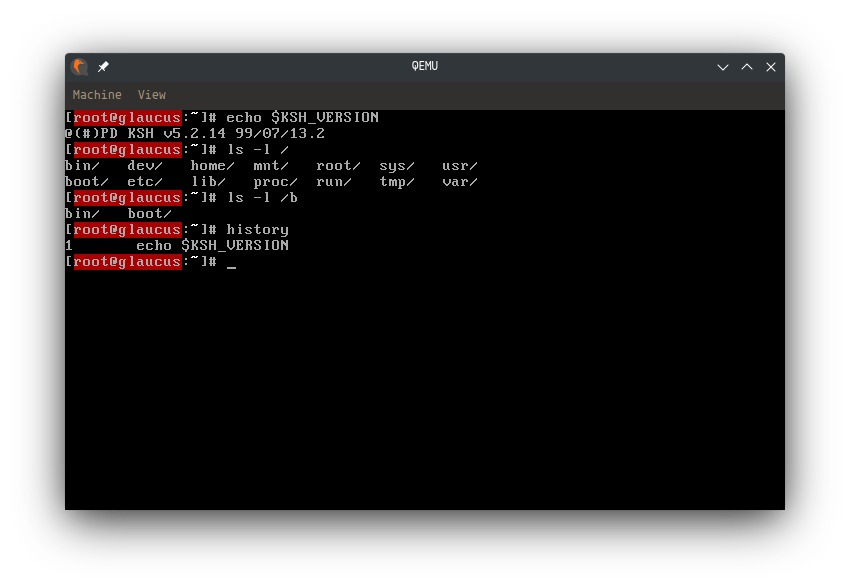 QEMU
Machine View
[root@glaucus:~]# echo $KSH_VERSION
@(#)PD KSH v5.2.14 99/07/13.2
[root@glaucus:~]# ls -l /
bin/ dev/ home/ mnt/ root/ sys/ usr/
boot/ etc/ lib/ proc/ run/ tmp/ var/
[root@glaucus:~]# ls -l /b
bin/ boot/
[root@glaucus:~]# history
1 echo $KSH_VERSION
[root@glaucus:~]# _